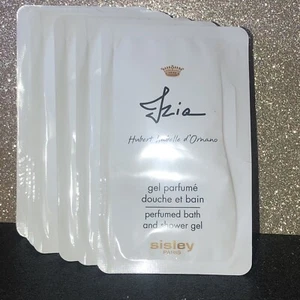 Izia
Hubert Isabelle d'Ornano
gel parfumé
douche et bain
perfumed bath
and shower gel
sisley
PARIS